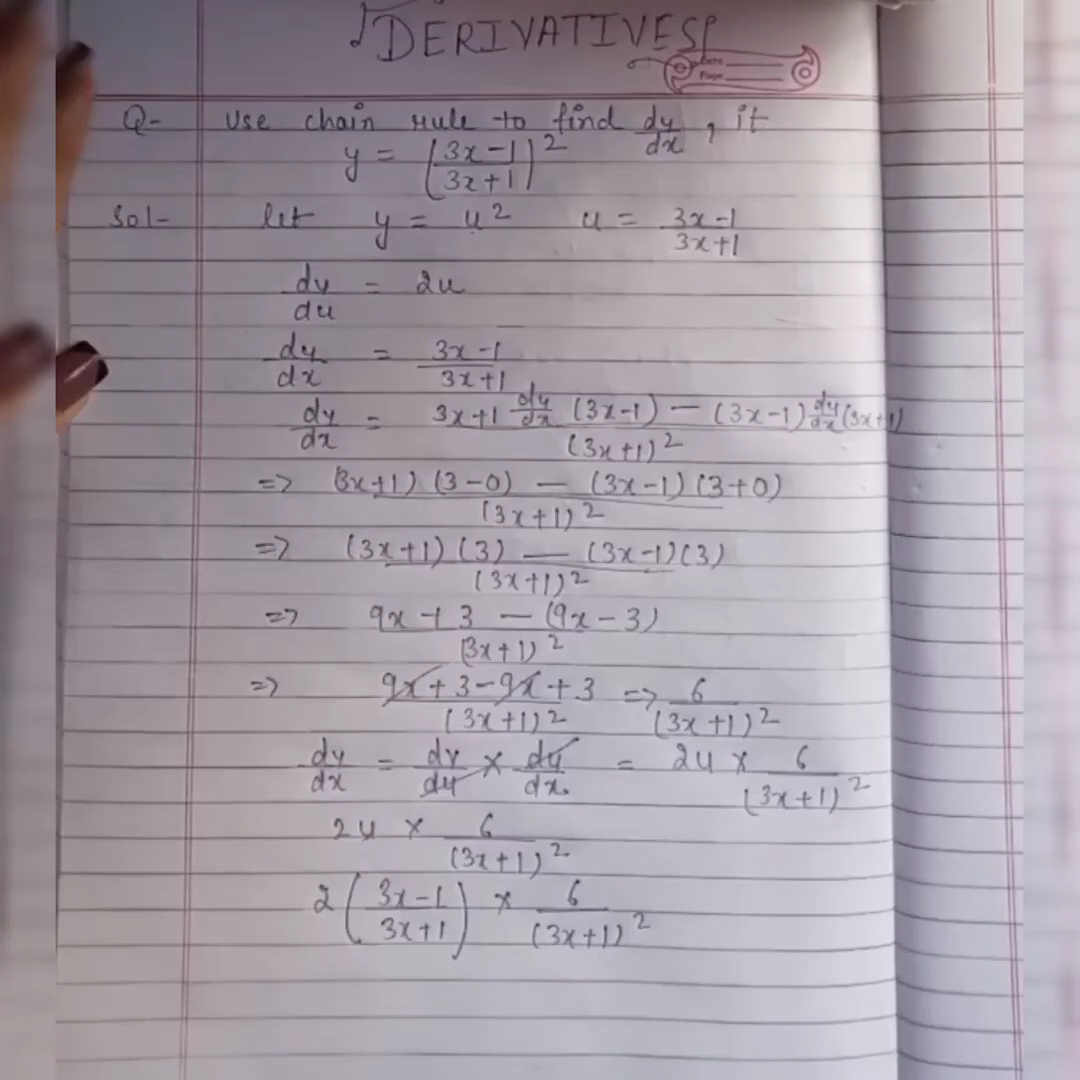 DERIVATIVES
Date
Page
Q- Use chain rule to find dy/dx, if
y = (3x-1/3x+1)^2
Sol- let y = u^2 u = 3x-1/3x+1
dy/du = 2u
dy/dx = 3x-1/3x+1
dy/dx = 3x+1 dy/dx (3x-1) - (3x-1) dy/dx (3x+1)/(3x+1)^2
=> (3x+1)(3-0) - (3x-1)(3+0)/(3x+1)^2
=> (3x+1)(3) - (3x-1)(3)/(3x+1)^2
=> 9x+3 - (9x-3)/(3x+1)^2
=> 9x+3-9x+3/(3x+1)^2 => 6/(3x+1)^2
dy/dx = dy/du × du/dx = 2u × 6/(3x+1)^2
2u × 6/(3x+1)^2
2(3x-1/3x+1) × 6/(3x+1)^2